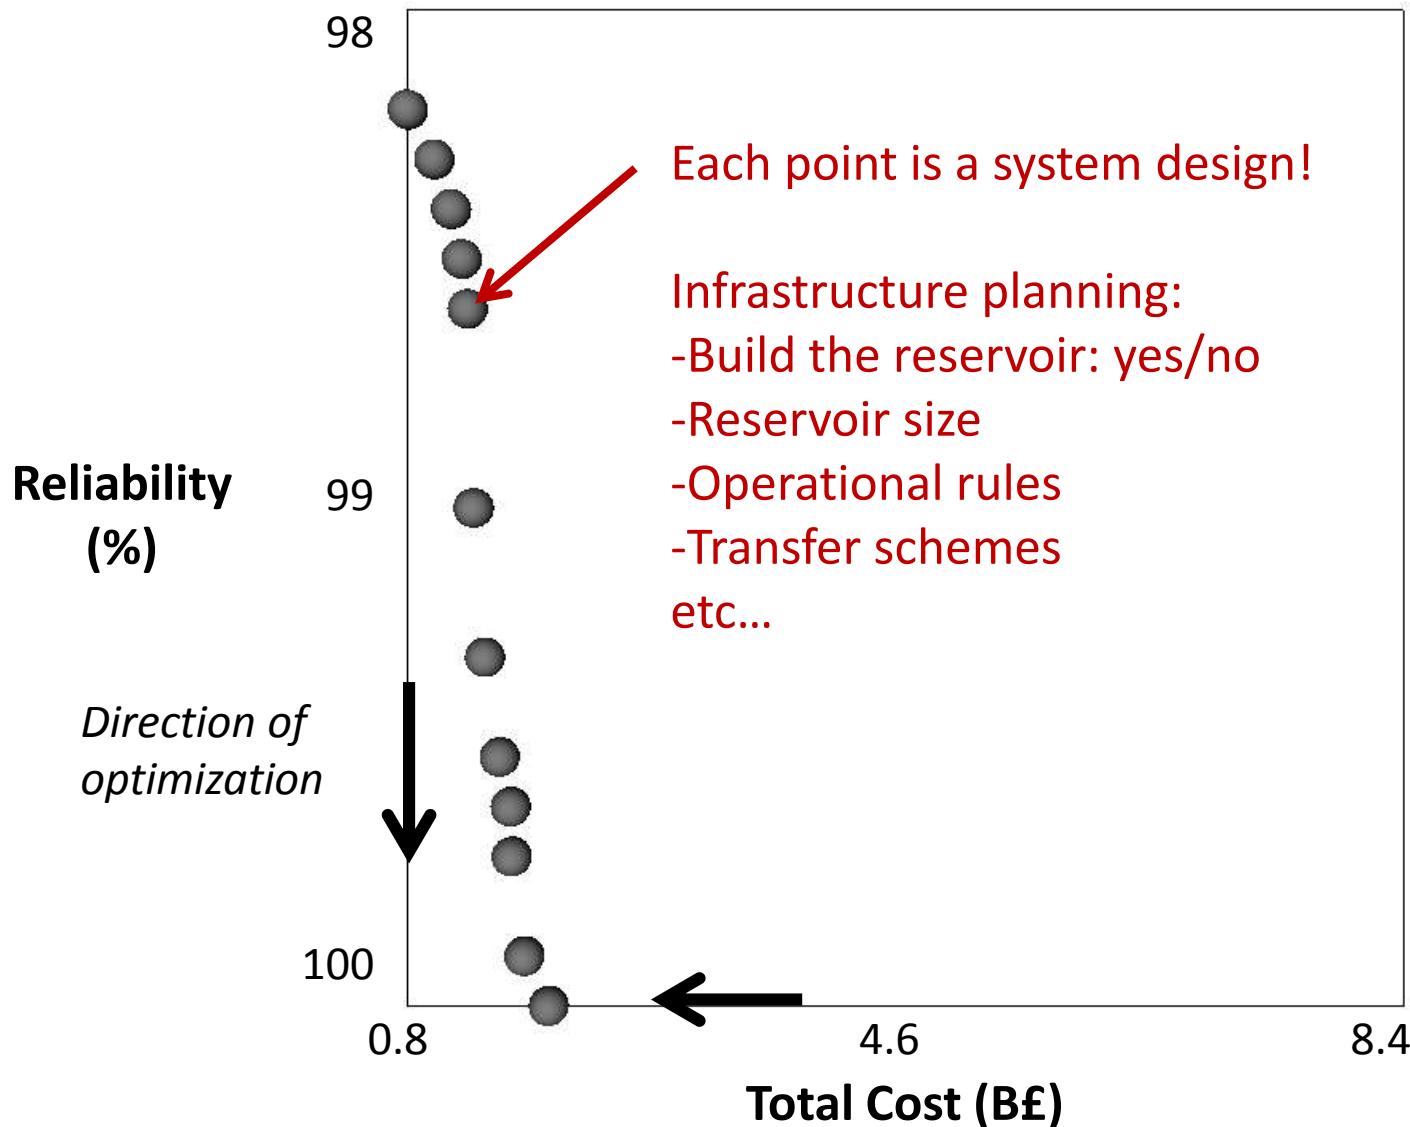 98
Each point is a system design!
Infrastructure planning:
-Build the reservoir: yes/no
-Reservoir size
-Operational rules
-Transfer schemes
etc…
Reliability
(%)
99
Direction of
optimization
100
0.8
4.6
8.4
Total Cost (B£)